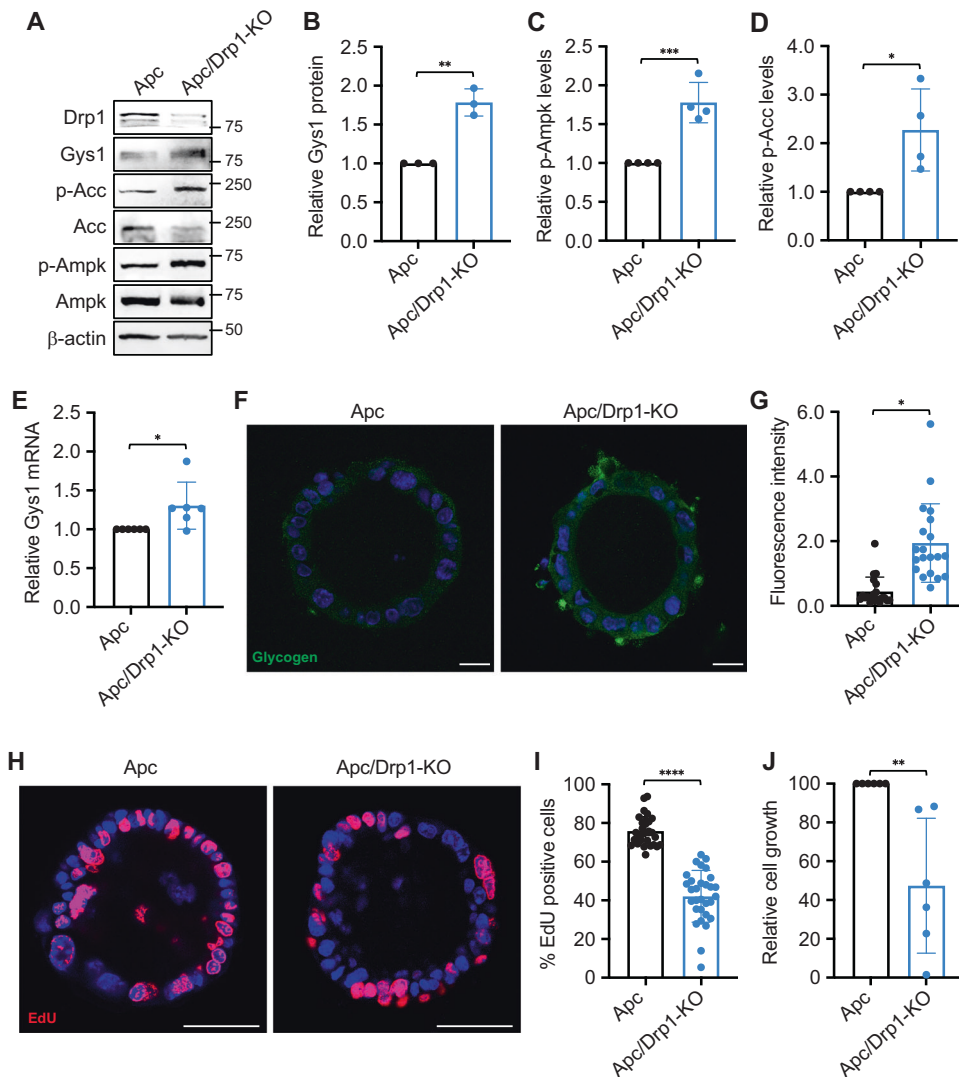 A
Apc
Apc/Drp1-KO
Drp1
75
Gys1
75
p-Acc
250
Acc
250
p-Ampk
75
Ampk
75
β-actin
50
B
Relative Gys1 protein
2.5
2.0
1.5
1.0
0.5
0.0
**
Apc
Apc/Drp1-KO
C
Relative p-Ampk levels
2.5
2.0
1.5
1.0
0.5
0.0
***
Apc
Apc/Drp1-KO
D
Relative p-Acc levels
4.0
3.0
2.0
1.0
0.0
*
Apc
Apc/Drp1-KO
E
Relative Gys1 mRNA
2.5
2.0
1.5
1.0
0.5
0.0
*
Apc
Apc/Drp1-KO
F
Apc
Apc/Drp1-KO
Glycogen
G
Fluorescence intensity
6.0
4.0
2.0
0.0
*
Apc
Apc/Drp1-KO
H
Apc
Apc/Drp1-KO
EdU
I
% EdU positive cells
100
80
60
40
20
0
****
Apc
Apc/Drp1-KO
J
Relative cell growth
100
80
60
40
20
0
**
Apc
Apc/Drp1-KO